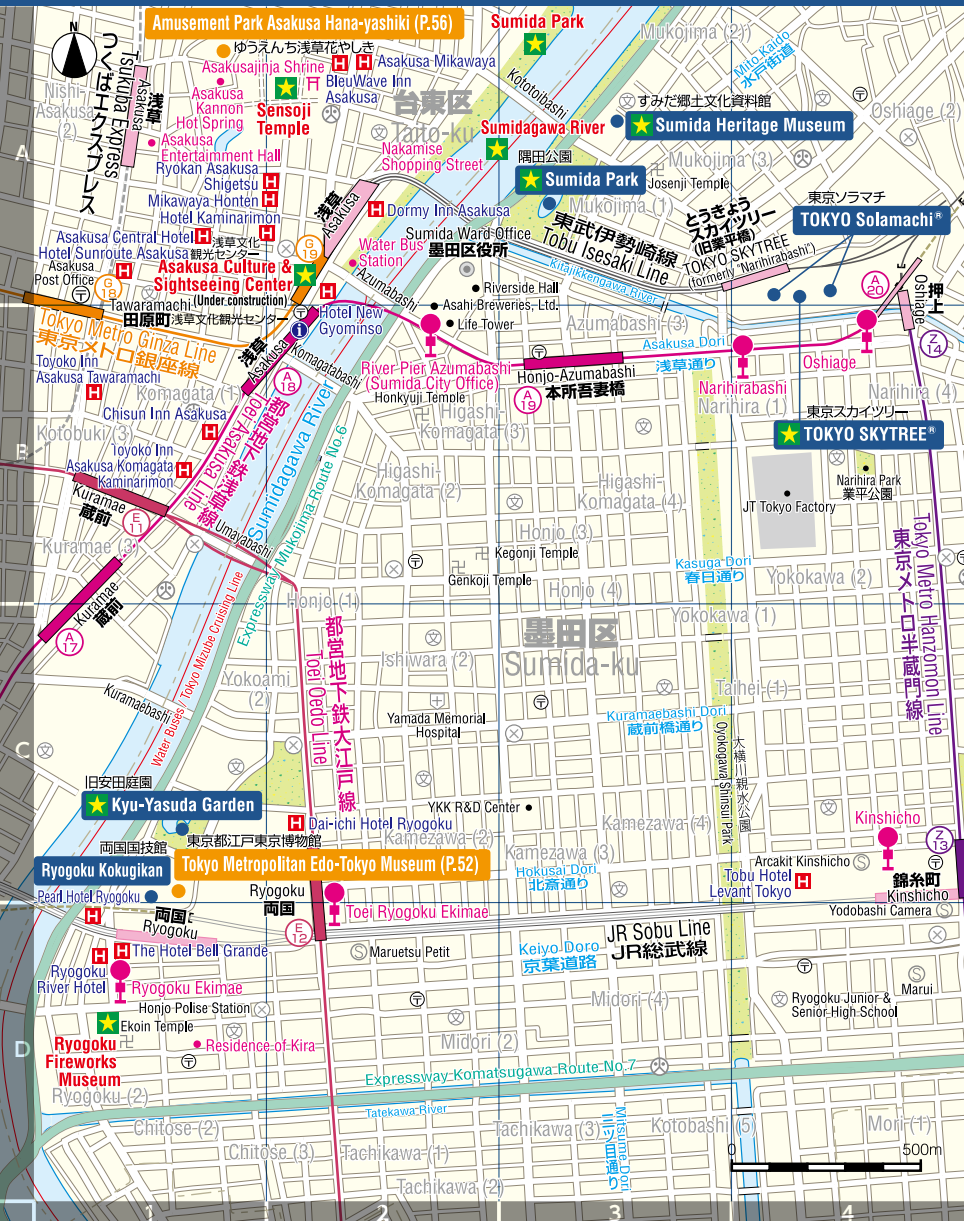 N
Amusement Park Asakusa Hana-yashiki (P.56)
ゆうえんち浅草花やしき
Sumida Park
Mukojima (2)
Mito-Kaido
水戸街道
つくばエクスプレス
Tsukuba Express
浅草
Asakusa
Nishi-
Asakusa
(2)
Asakusajinja Shrine
Asakusa Mikawaya
BleuWave Inn
Asakusa
Asakusa
Kannon
Hot Spring
Sensoji
Temple
台東区
Taito-ku
Kototoibashi
すみだ郷土文化資料館
Sumida Heritage Museum
Oshiage (2)
A
Asakusa
Entertainment Hall
Nakamise
Shopping Street
Sumidagawa River
Ryokan Asakusa
Shigetsu
Mikawaya Honten
Hotel Kaminarimon
隅田公園
Sumida Park
Mukojima (3)
Josenji Temple
Mukojima (1)
東京ソラマチ
TOKYO Solamachi®
浅草
Asakusa
Dormy Inn Asakusa
Sumida Ward Office
墨田区役所
東武伊勢崎線
Tobu Isesaki Line
とうきょう
スカイツリー
(旧業平橋)
TOKYO SKYTREE
(formerly "Narihirabashi")
Asakusa Central Hotel
Hotel Sunroute Asakusa
浅草文化
観光センター
G
19
Water Bus
Station
Azumabashi
Kitajikkengawa River
Asakusa
Post Office
G
18
Asakusa Culture &
Sightseeing Center
(Under construction)
Riverside Hall
Asahi Breweries, Ltd.
Life Tower
A
20
押上
Oshiage
Tawaramachi
田原町
浅草文化観光センター
Hotel New
Gyominso
Azumabashi (3)
Asakusa Dori
浅草通り
Z
14
Tokyo Metro Ginza Line
東京メトロ銀座線
浅草
Asakusa
Komagatabashi
A
18
River Pier Azumabashi
(Sumida City Office)
Honkyuji Temple
Honjo-Azumabashi
本所吾妻橋
A
19
Narihirabashi
Narihira (1)
Oshiage
Narihira (4)
Toyoko Inn
Asakusa Tawaramachi
Komagata (1)
Chisun Inn Asakusa
Kotobuki (3)
B
Higashi-
Komagata (3)
東京スカイツリー
TOKYO SKYTREE®
Toyoko Inn
Asakusa Komagata
Kaminarimon
都営地下鉄浅草線
Toei Asakusa Line
Sumidagawa River
Expressway Mukojima Route No.6
Higashi-
Komagata (2)
Higashi-
Komagata (4)
Narihira Park
業平公園
JT Tokyo Factory
Kuramae
蔵前
E
11
Umayabashi
Kuramae (3)
Honjo (3)
Kegonji Temple
Genkoji Temple
Honjo (4)
Kasuga Dori
春日通り
Yokokawa (2)
Tokyo Metro Hanzomon Line
東京メトロ半蔵門線
Kuramae
蔵前
A
17
Honjo (1)
Yokokawa (1)
墨田区
Sumida-ku
Ishiwara (2)
Yokoami
(2)
都営地下鉄大江戸線
Toei Oedo Line
Taihei (1)
Kuramaebashi
Water Buses / Tokyo Mizube Cruising Line
Yamada Memorial
Hospital
Kuramaebashi Dori
蔵前橋通り
C
大横川親水公園
Oyokogawa Shinsui Park
旧安田庭園
Kyu-Yasuda Garden
YKK R&D Center
Dai-ichi Hotel Ryogoku
Kamezawa (2)
Kamezawa (4)
Kinshicho
両国国技館
東京都江戸東京博物館
Ryogoku Kokugikan
Tokyo Metropolitan Edo-Tokyo Museum (P.52)
Kamezawa (3)
Hokusai Dori
北斎通り
Arcakit Kinshicho
Tobu Hotel
Levant Tokyo
Z
13
錦糸町
Kinshicho
Yodobashi Camera
Pearl Hotel Ryogoku
両国
Ryogoku
Ryogoku
両国
E
12
Toei Ryogoku Ekimae
Maruetsu Petit
JR Sobu Line
JR総武線
Keiyo Doro
京葉道路
The Hotel Bell Grande
Ryogoku
River Hotel
Ryogoku Ekimae
Midori (4)
Marui
Ryogoku Junior &
Senior High School
Honjo Polise Station
Ekoin Temple
D
Residence of Kira
Midori (2)
Ryogoku
Fireworks
Museum
Ryogoku (2)
Expressway Komatsugawa Route No.7
Tatekawa River
Chitose (2)
Chitose (3)
Tachikawa (1)
Tachikawa (2)
Tachikawa (3)
Mitsume Dori
三ツ目通り
Kotobashi (5)
Mori (1)
0
500m
1
2
3
4